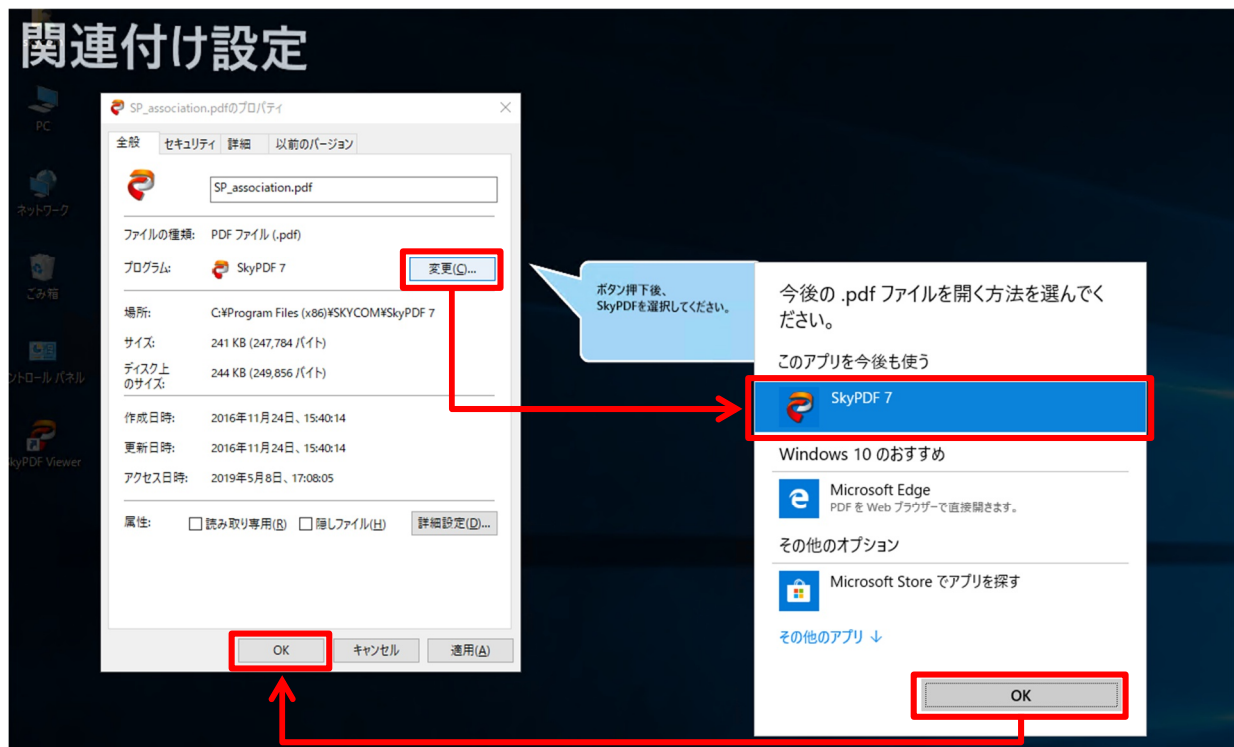 関連付け設定
PC
ネットワーク
ごみ箱
ントロール パネル
kyPDF Viewer
SP_association.pdfのプロパティ
全般 セキュリティ 詳細 以前のバージョン
SP_association.pdf
ファイルの種類: PDF ファイル (.pdf)
プログラム: SkyPDF 7 変更(C)...
場所: C:¥Program Files (x86)¥SKYCOM¥SkyPDF 7
サイズ: 241 KB (247,784 バイト)
ディスク上
のサイズ: 244 KB (249,856 バイト)
作成日時: 2016年11月24日、15:40:14
更新日時: 2016年11月24日、15:40:14
アクセス日時: 2019年5月8日、17:08:05
属性: 読み取り専用(R) 隠しファイル(H) 詳細設定(D)...
OK キャンセル 適用(A)
ボタン押下後、
SkyPDFを選択してください。
今後の .pdf ファイルを開く方法を選んでく
ださい。
このアプリを今後も使う
SkyPDF 7
Windows 10 のおすすめ
Microsoft Edge
PDF を Web ブラウザーで直接開きます。
その他のオプション
Microsoft Store でアプリを探す
その他のアプリ ↓
OK